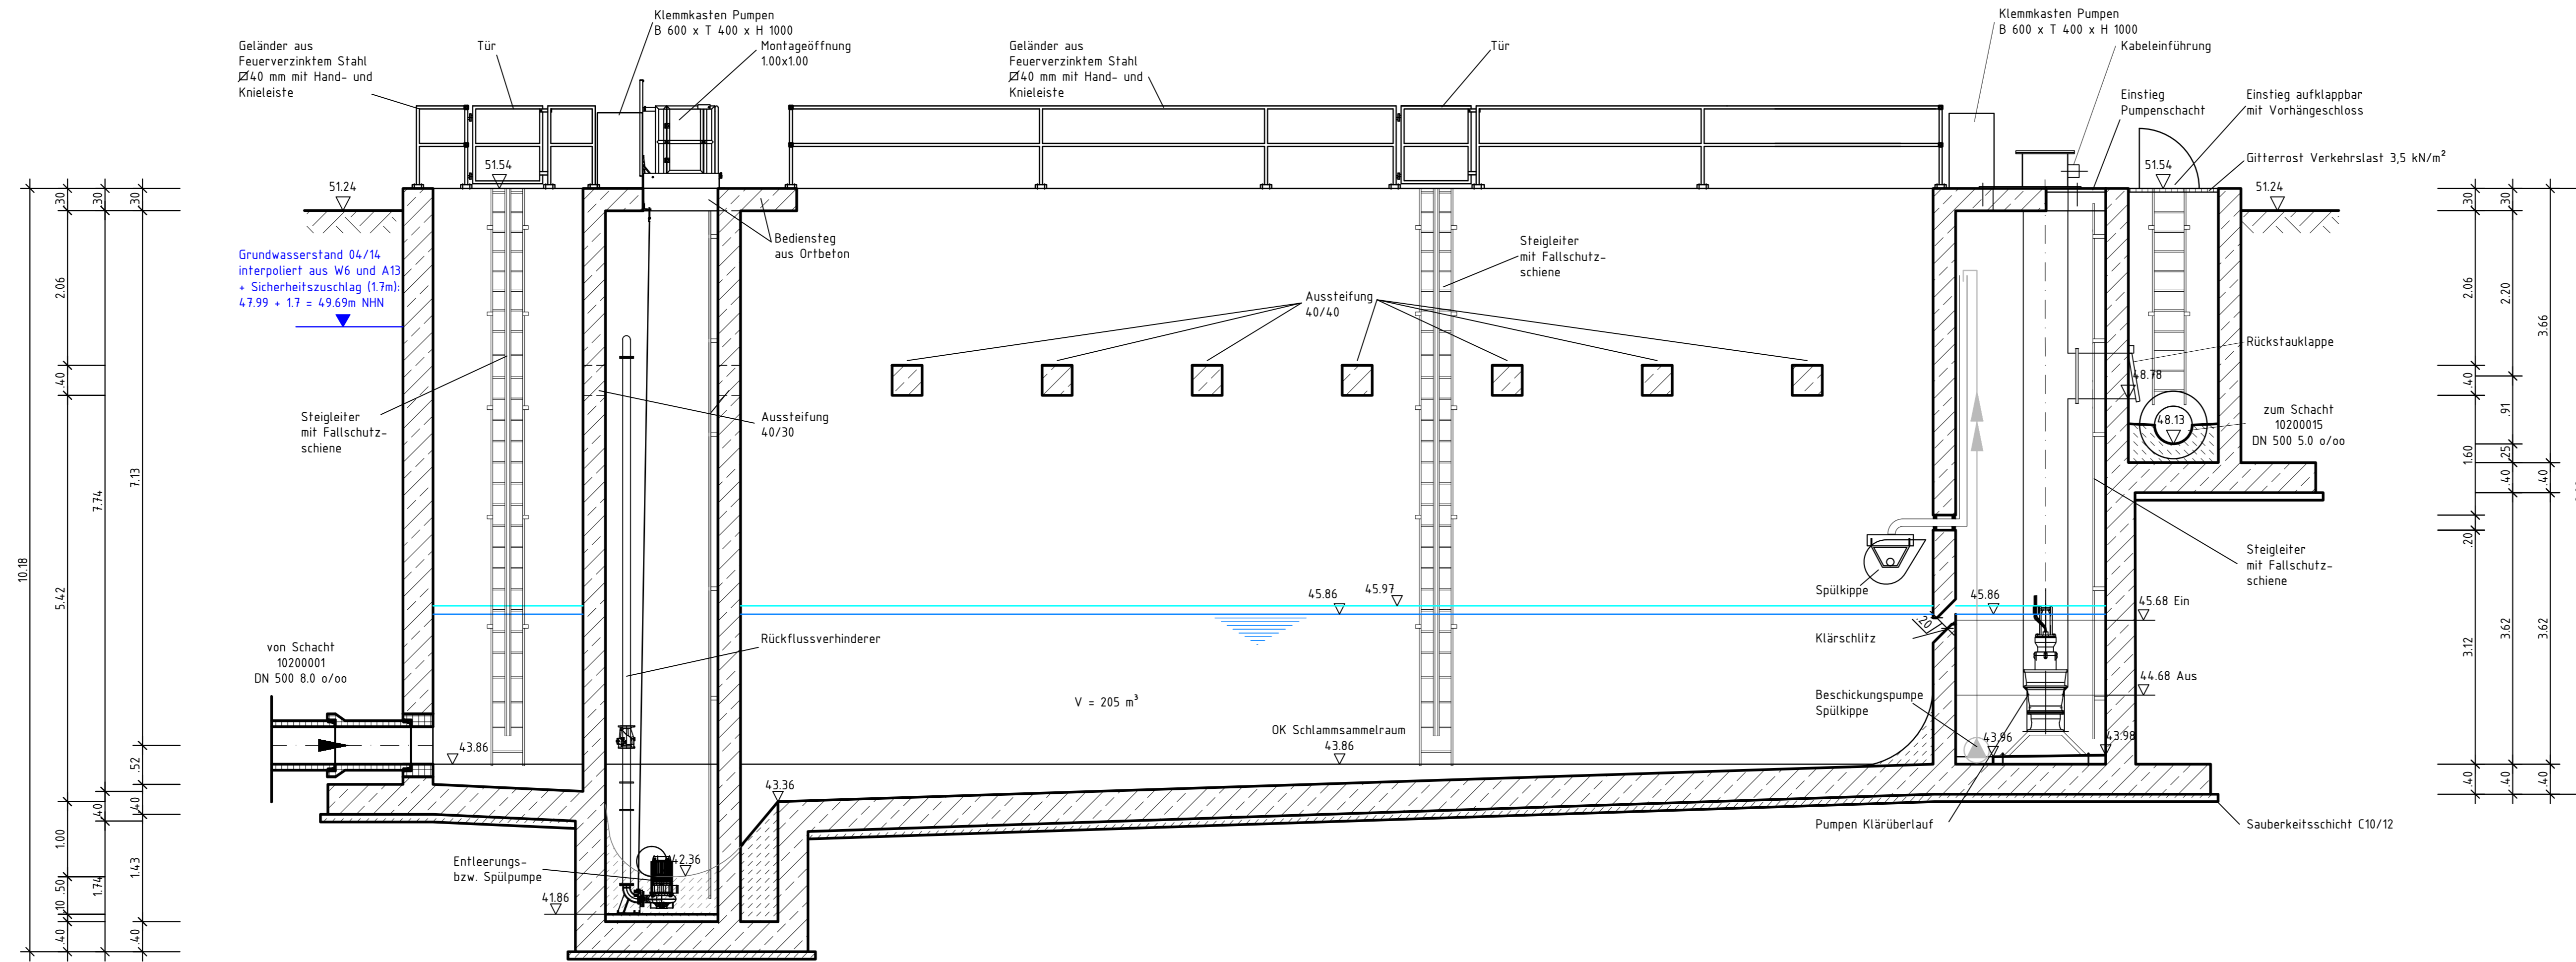 Klemmkasten Pumpen
B 600 x T 400 x H 1000
Geländer aus
Feuerverzinktem Stahl
40 mm mit Hand- und
Knieleiste
Tür
Montageöffnung
1.00x1.00
Geländer aus
Feuerverzinktem Stahl
40 mm mit Hand- und
Knieleiste
Tür
Klemmkasten Pumpen
B 600 x T 400 x H 1000
Kabeleinführung
Einstieg
Pumpenschacht
Einstieg aufklappbar
mit Vorhängeschloss
Gitterrost Verkehrslast 3,5 kN/m²
51.54
51.24
51.54
51.24
Grundwasserstand 04/14
interpoliert aus W6 und A13
+ Sicherheitszuschlag (1.7m):
47.99 + 1.7 = 49.69m NHN
Bediensteg
aus Ortbeton
Steigleiter
mit Fallschutz-
schiene
Aussteifung
40/40
Rückstauklappe
48.78
48.13
zum Schacht
10200015
DN 500 5.0 o/oo
Steigleiter
mit Fallschutz-
schiene
Aussteifung
40/30
Steigleiter
mit Fallschutz-
schiene
Spülkippe
45.86
45.97
45.86
45.68 Ein
.20
Klärschlitz
Rückflussverhinderer
von Schacht
10200001
DN 500 8.0 o/oo
V = 205 m³
44.68 Aus
Beschickungspumpe
Spülkippe
OK Schlammsammelraum
43.86
43.86
43.96
43.98
43.36
Pumpen Klärüberlauf
Sauberkeitsschicht C10/12
Entleerungs-
bzw. Spülpumpe
42.36
41.86
10.18
.30
2.06
.40
5.42
1.00
.50
.10
.40
.30
7.74
.40
1.74
.30
7.13
.52
.40
1.43
.40
.30
2.06
.40
1.60
.20
3.12
.40
.30
2.20
.91
.25
.40
3.62
.40
3.66
.40
3.62
.40